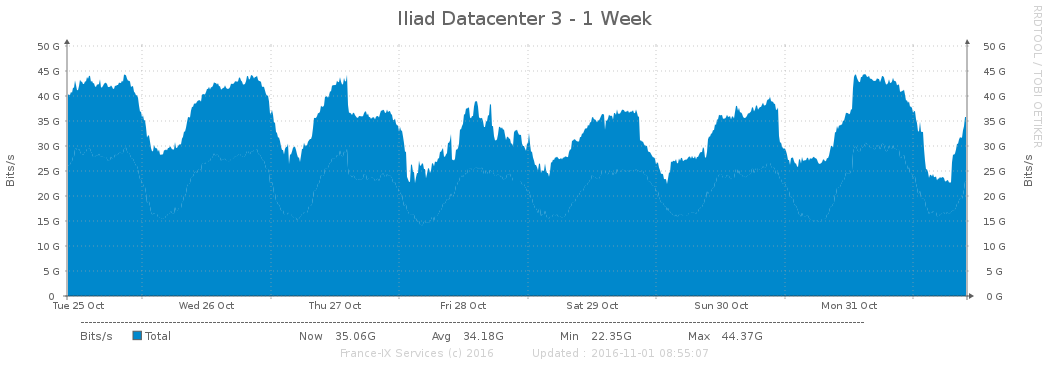 Iliad Datacenter 3 - 1 Week
RRDTOOL / TOBI OETIKER
50 G 50 G
45 G 45 G
40 G 40 G
35 G 35 G
30 G 30 G
25 G 25 G
20 G 20 G
15 G 15 G
10 G 10 G
5 G 5 G
0 0 G
Bits/s
Bits/s
Tue 25 Oct Wed 26 Oct Thu 27 Oct Fri 28 Oct Sat 29 Oct Sun 30 Oct Mon 31 Oct
Bits/s Total Now 35.06G Avg 34.18G Min 22.35G Max 44.37G
France-IX Services (c) 2016 Updated : 2016-11-01 08:55:07